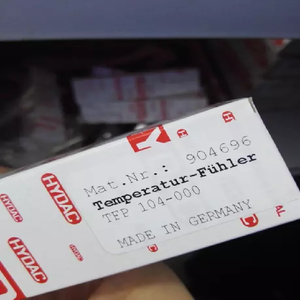 Mat.Nr.: 904696
Temperatur-Fühler
TFP 104-000
MADE IN GERMANY
HYDAC
HYDAC
HYDAC